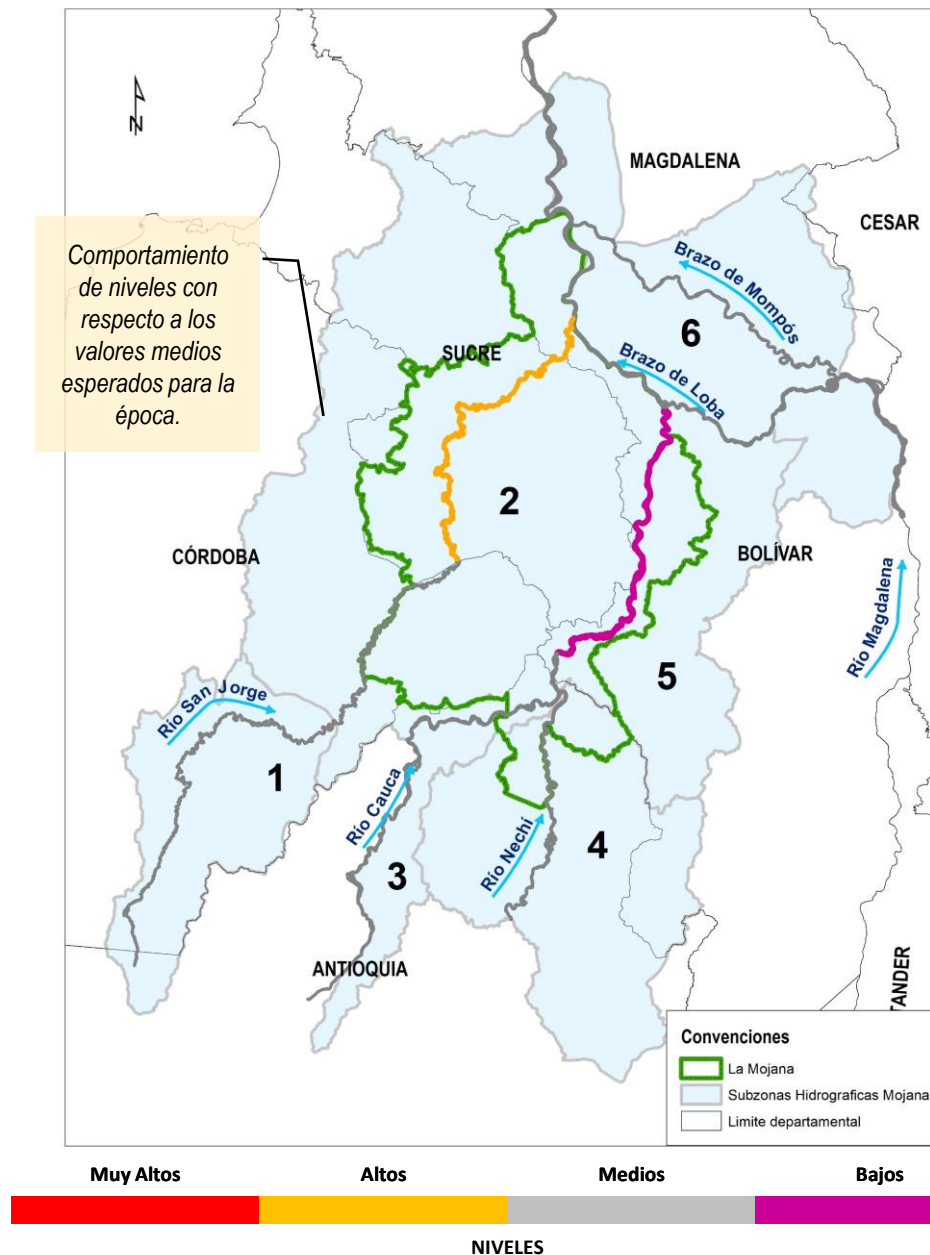 N
MAGDALENA
CESAR
Comportamiento
de niveles con
respecto a los
valores medios
esperados para la
época.
Brazo de Mompós
6
SUCRE
Brazo de Loba
2
CÓRDOBA
BOLÍVAR
Río Magdalena
5
Río San Jorge
1
Río Cauca
4
3
Río Nechí
ANTIOQUIA
TANDER
Convenciones
La Mojana
Subzonas Hidrograficas Mojana
Limite departamental
Muy Altos Altos Medios Bajos
NIVELES